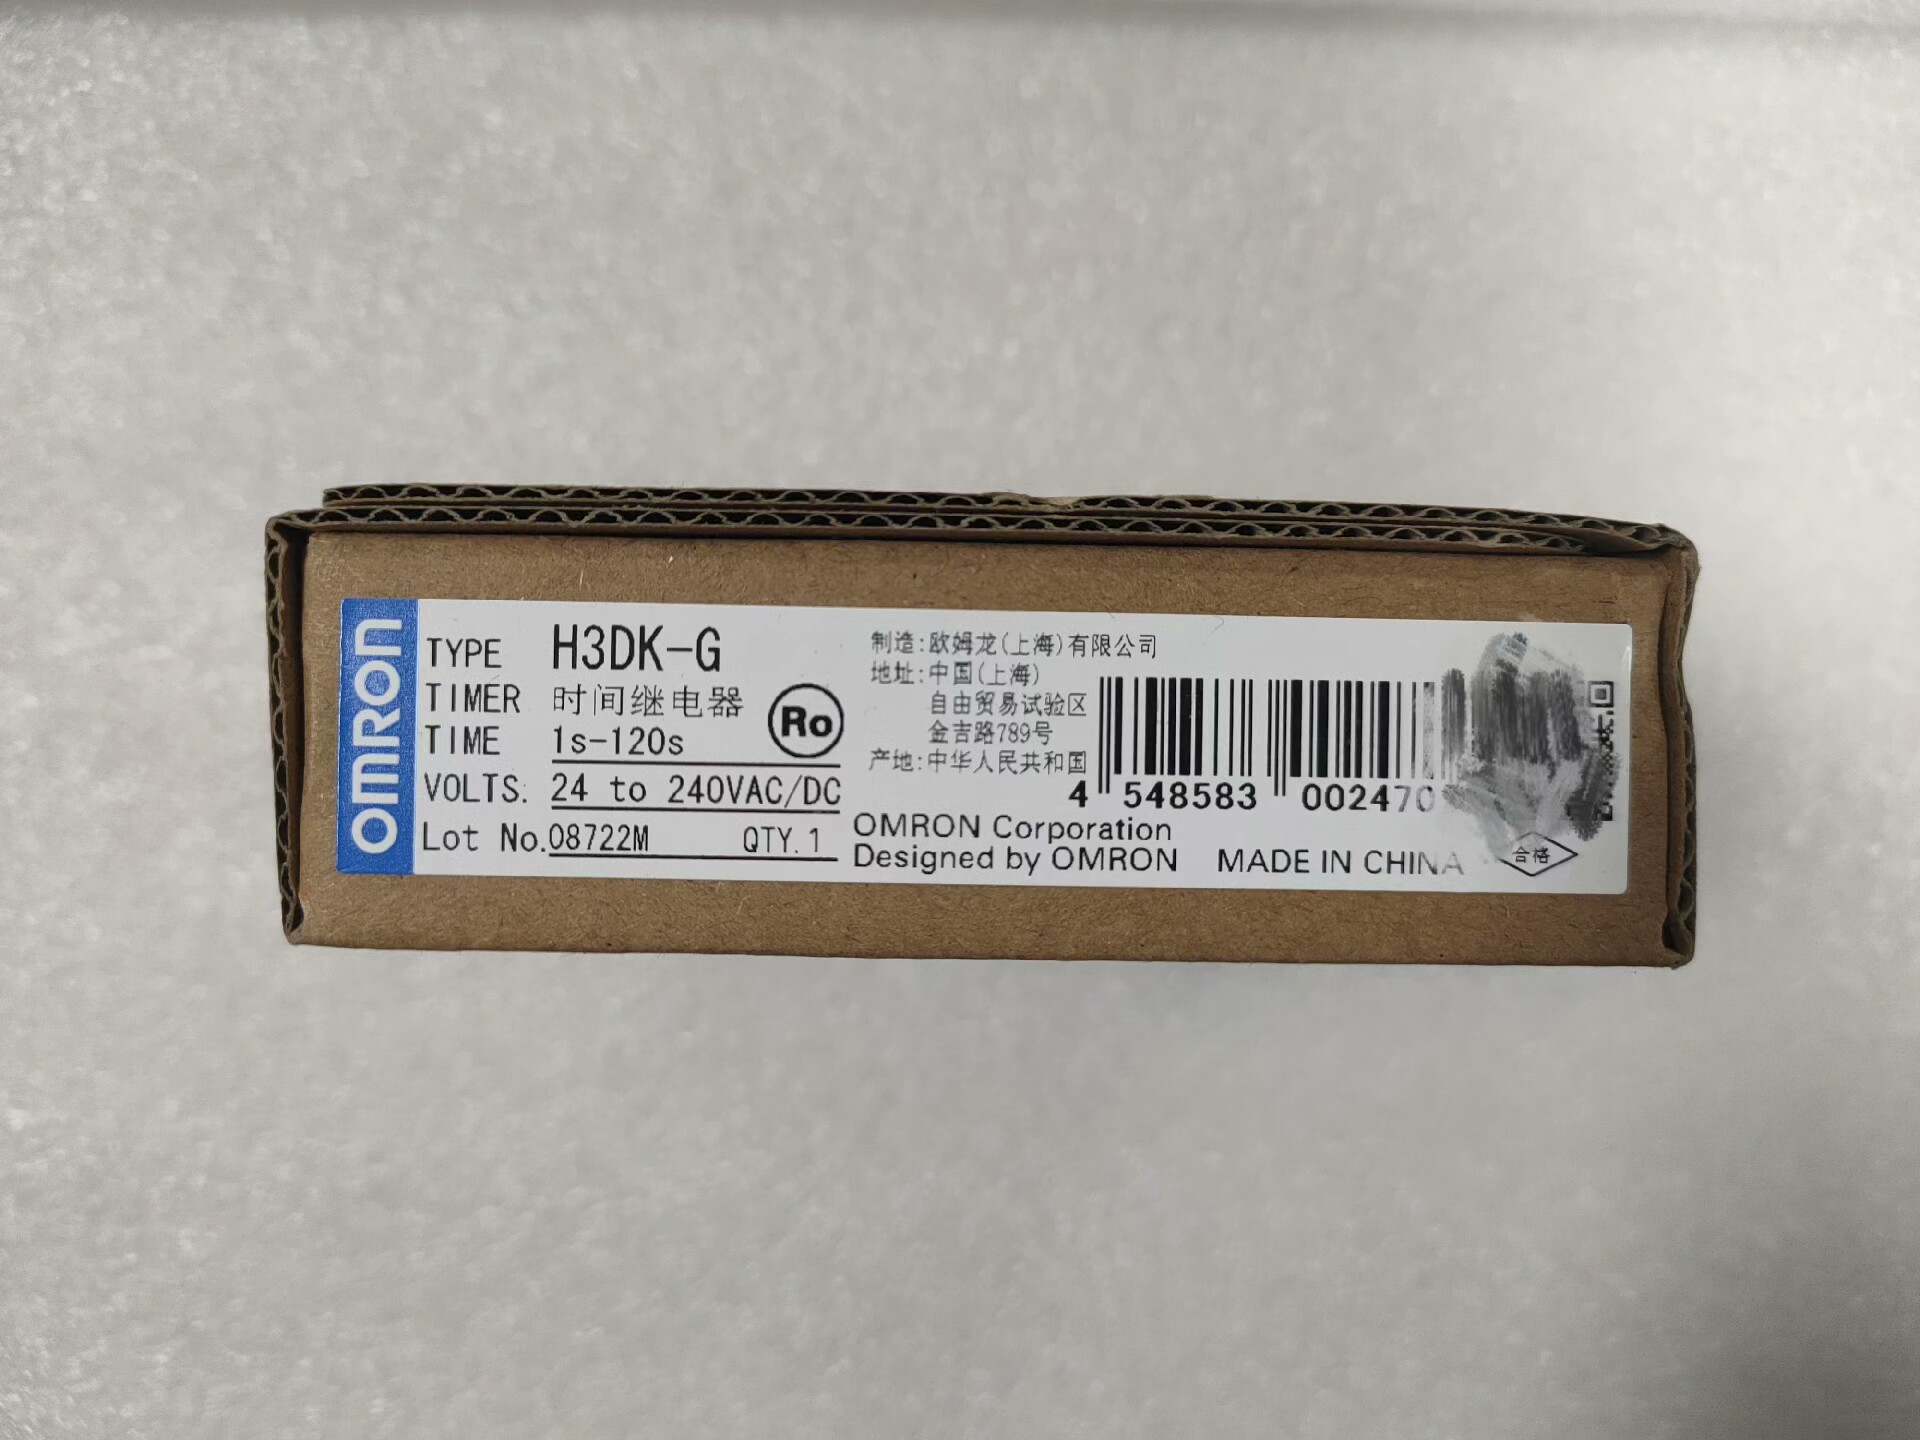 OMRON
TYPE H3DK-G
TIMER 时间继电器
Ro
TIME 1s-120s
VOLTS. 24 to 240VAC/DC
Lot No.08722M QTY.1
制造:欧姆龙(上海)有限公司
地址:中国(上海)
自由贸易试验区
金吉路789号
产地:中华人民共和国
4 548583 002470
OMRON Corporation
Designed by OMRON MADE IN CHINA
合格